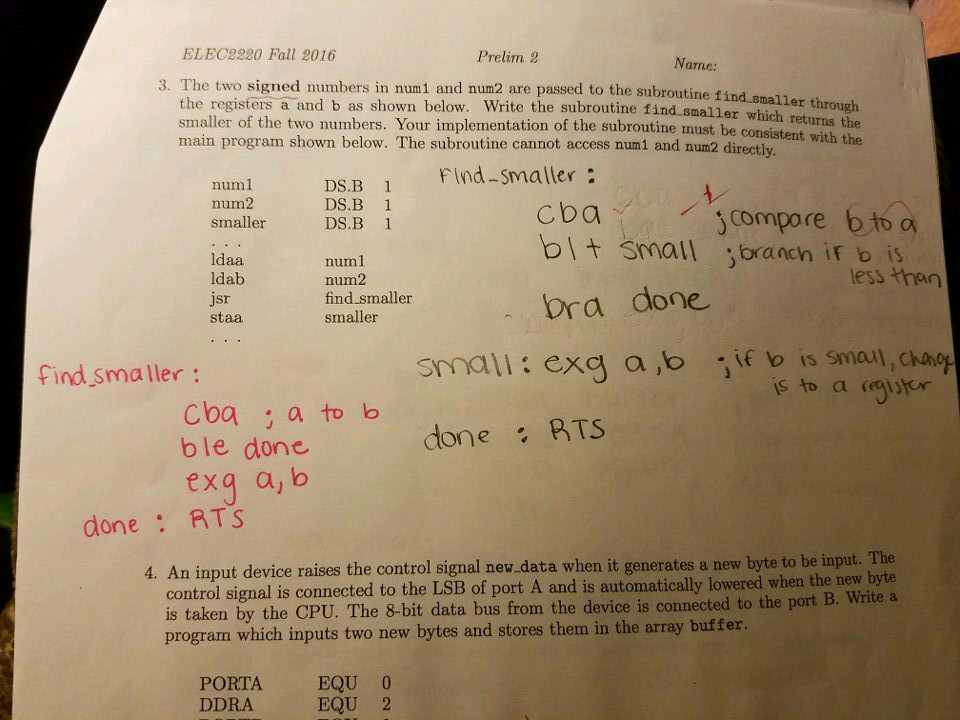 ELEC2220 Fall 2016 Prelim 2 Name:
3. The two signed numbers in num1 and num2 are passed to the subroutine find_smaller through
the registers a and b as shown below. Write the subroutine find_smaller which returns the
smaller of the two numbers. Your implementation of the subroutine must be consistent with the
main program shown below. The subroutine cannot access num1 and num2 directly.
num1 DS.B 1
num2 DS.B 1
smaller DS.B 1
. . .
ldaa num1
ldab num2
jsr find_smaller
staa smaller
. . .
find_smaller :
cba ;compare b to a
blt small ;branch if b is
less than
bra done
small: exg a,b ;if b is small, change
is to a register
done : RTS
find_smaller :
cba ; a to b
ble done
exg a,b
done : RTS
4. An input device raises the control signal new_data when it generates a new byte to be input. The
control signal is connected to the LSB of port A and is automatically lowered when the new byte
is taken by the CPU. The 8-bit data bus from the device is connected to the port B. Write a
program which inputs two new bytes and stores them in the array buffer.
PORTA EQU 0
DDRA EQU 2